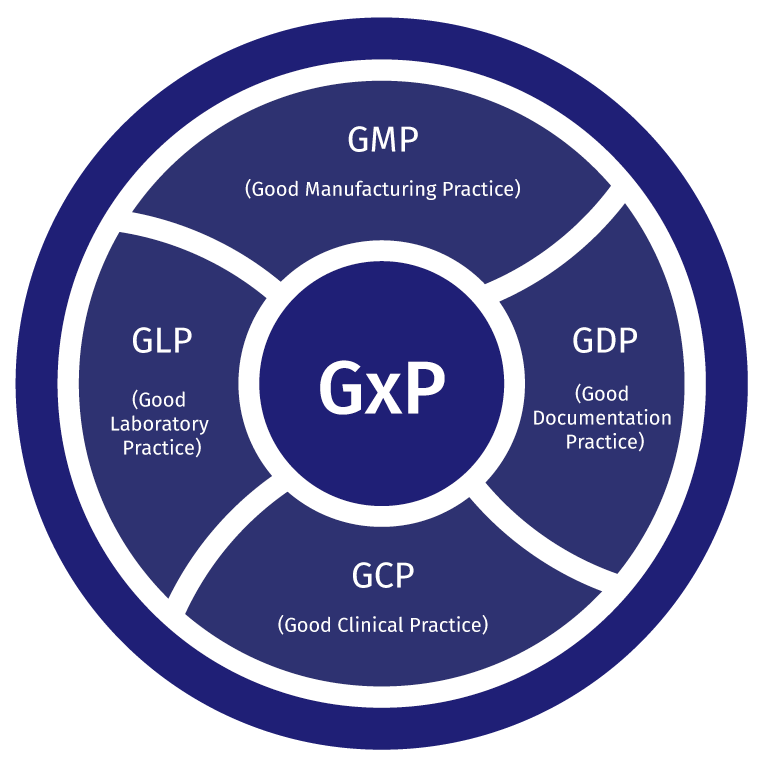 GMP
(Good Manufacturing Practice)
GLP
(Good
Laboratory
Practice)
GxP
GDP
(Good
Documentation
Practice)
GCP
(Good Clinical Practice)